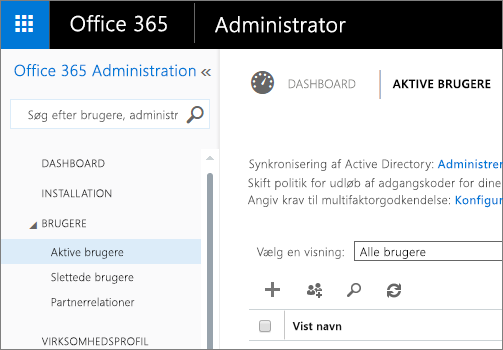 Office 365 Administrator
Office 365 Administration «
Søg efter brugere, administr
DASHBOARD
INSTALLATION
BRUGERE
Aktive brugere
Slettede brugere
Partnerrelationer
VIRKSOMHEDSPROFIL
DASHBOARD AKTIVE BRUGERE
Synkronisering af Active Directory: Administrer
Skift politik for udløb af adgangskoder for dine
Angiv krav til multifaktorgodkendelse: Konfigur
Vælg en visning: Alle brugere
Vist navn